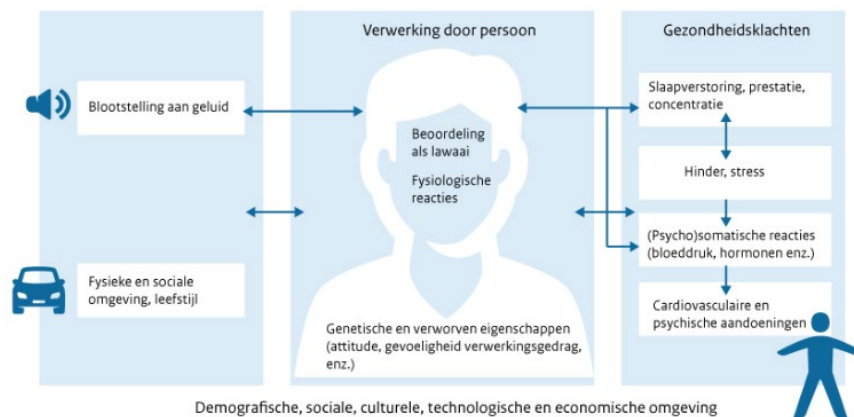 Verwerking door persoon
Gezondheidsklachten
Blootstelling aan geluid
Fysieke en sociale
omgeving, leefstijl
Beoordeling
als lawaai
Fysiologische
reacties
Genetische en verworven eigenschappen
(attitude, gevoeligheid verwerkingsgedrag,
enz.)
Slaapverstoring, prestatie,
concentratie
Hinder, stress
(Psycho)somatische reacties
(bloeddruk, hormonen enz.)
Cardiovasculaire en
psychische aandoeningen
Demografische, sociale, culturele, technologische en economische omgeving